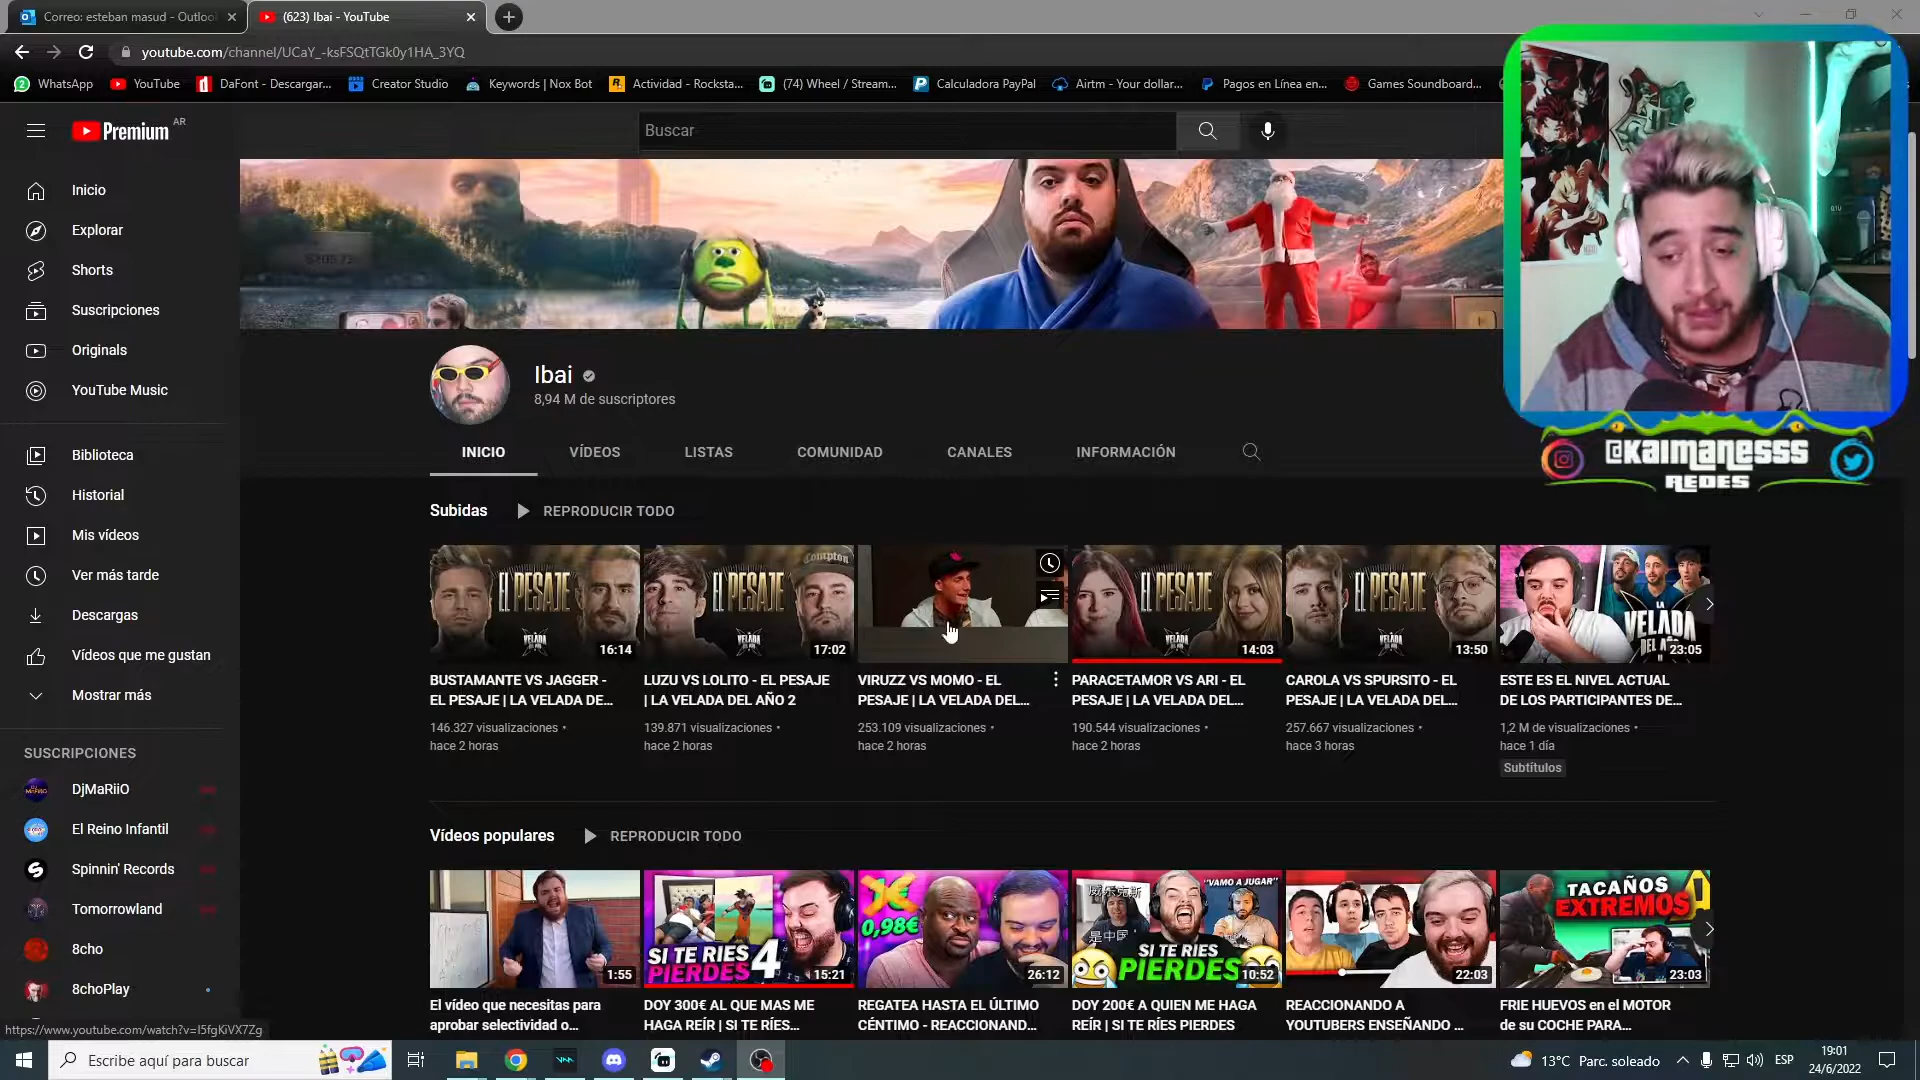 Correo: esteban masud - Outlook
(623) Ibai - YouTube
youtube.com/channel/UCaY_-ksFSQtTGk0y1HA_3YQ
WhatsApp
YouTube
DaFont - Descargar...
Creator Studio
Keywords | Nox Bot
Actividad - Rocksta...
(74) Wheel / Stream...
Calculadora PayPal
Airtm - Your dollar...
Pagos en Línea en...
Games Soundboard...
Premium AR
Buscar
Inicio
Explorar
Shorts
Suscripciones
Originals
YouTube Music
Biblioteca
Historial
Mis vídeos
Ver más tarde
Descargas
Vídeos que me gustan
Mostrar más
SUSCRIPCIONES
DjMaRiiO
El Reino Infantil
Spinnin' Records
Tomorrowland
8cho
8choPlay
Ibai
8,94 M de suscriptores
INICIO
VÍDEOS
LISTAS
COMUNIDAD
CANALES
INFORMACIÓN
@KAIMANESSS
REDES
Subidas
REPRODUCIR TODO
EL PESAJE
VELADA
16:14
BUSTAMANTE VS JAGGER -
EL PESAJE | LA VELADA DE...
146.327 visualizaciones •
hace 2 horas
Compton
EL PESAJE
VELADA
17:02
LUZU VS LOLITO - EL PESAJE
| LA VELADA DEL AÑO 2
139.871 visualizaciones •
hace 2 horas
VIRUZZ VS MOMO - EL
PESAJE | LA VELADA DEL...
253.109 visualizaciones •
hace 2 horas
EL PESAJE
VELADA
14:03
PARACETAMOR VS ARI - EL
PESAJE | LA VELADA DEL...
190.544 visualizaciones •
hace 2 horas
EL PESAJE
VELADA
13:50
CAROLA VS SPURSITO - EL
PESAJE | LA VELADA DEL...
257.667 visualizaciones •
hace 3 horas
LA
VELADA
DEL AÑO
23:05
ESTE ES EL NIVEL ACTUAL
DE LOS PARTICIPANTES DE...
1,2 M de visualizaciones •
hace 1 día
Subtítulos
Vídeos populares
REPRODUCIR TODO
1:55
El vídeo que necesitas para
aprobar selectividad o...
SI TE RIES
PIERDES 4
15:21
DOY 300€ AL QUE MAS ME
HAGA REÍR | SI TE RÍES...
0,98€
26:12
REGATEA HASTA EL ÚLTIMO
CÉNTIMO - REACCIONAND...
"VAMO A JUGAR"
是中国
SI TE RIES
PIERDES
10:52
DOY 200€ A QUIEN ME HAGA
REÍR | SI TE RÍES PIERDES
22:03
REACCIONANDO A
YOUTUBERS ENSEÑANDO ...
TACAÑOS
EXTREMOS
23:03
FRIE HUEVOS en el MOTOR
de su COCHE PARA...
https://www.youtube.com/watch?v=I5fgKiVX7Zg
Escribe aquí para buscar
13°C Parc. soleado
ESP
19:01
24/6/2022